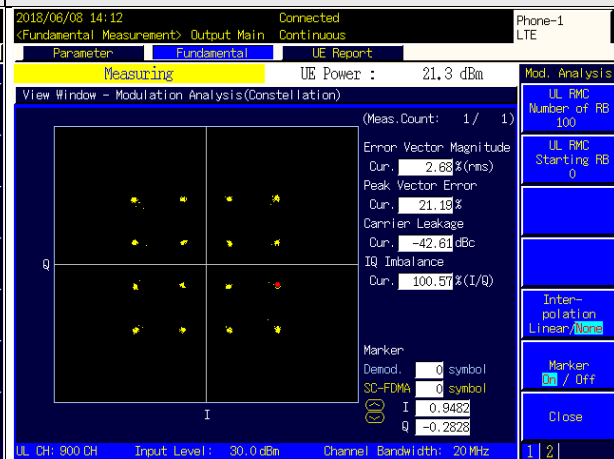 2018/06/08 14:12 Connected Phone-1
<Fundamental Measurement> Output Main Continuous LTE
Parameter Fundamental UE Report
Measuring UE Power : 21.3 dBm Mod. Analysis
View Window - Modulation Analysis(Constellation)
(Meas.Count: 1/ 1)
Error Vector Magnitude
Cur. 2.68 %(rms)
Peak Vector Error
Cur. 21.19 %
Carrier Leakage
Cur. -42.61 dBc
IQ Imbalance
Cur. 100.57 %(I/Q)
Q
I
Marker
Demod. 0 symbol
SC-FDMA 0 symbol
I 0.9482
Q -0.2828
UL RMC
Number of RB
100
UL RMC
Starting RB
0
Inter-
polation
Linear/None
Marker
On / Off
Close
UL CH: 900 CH Input Level: 30.0 dBm Channel Bandwidth: 20 MHz 1 2